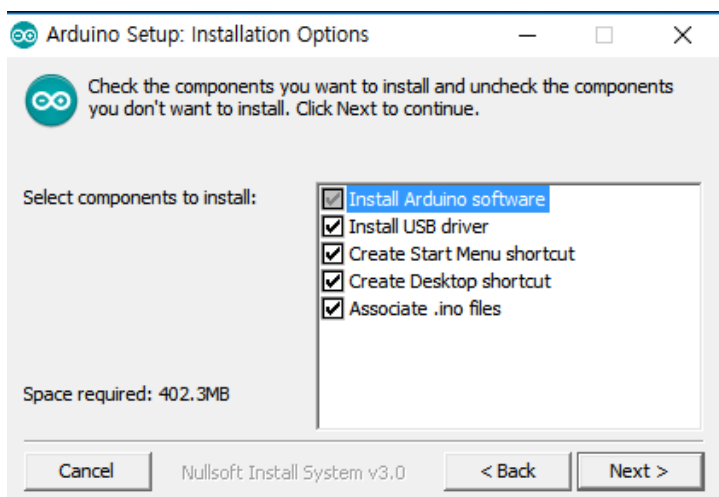 Arduino Setup: Installation Options
Check the components you want to install and uncheck the components
you don't want to install. Click Next to continue.
Select components to install:
Install Arduino software
Install USB driver
Create Start Menu shortcut
Create Desktop shortcut
Associate .ino files
Space required: 402.3MB
Cancel
Nullsoft Install System v3.0
< Back
Next >